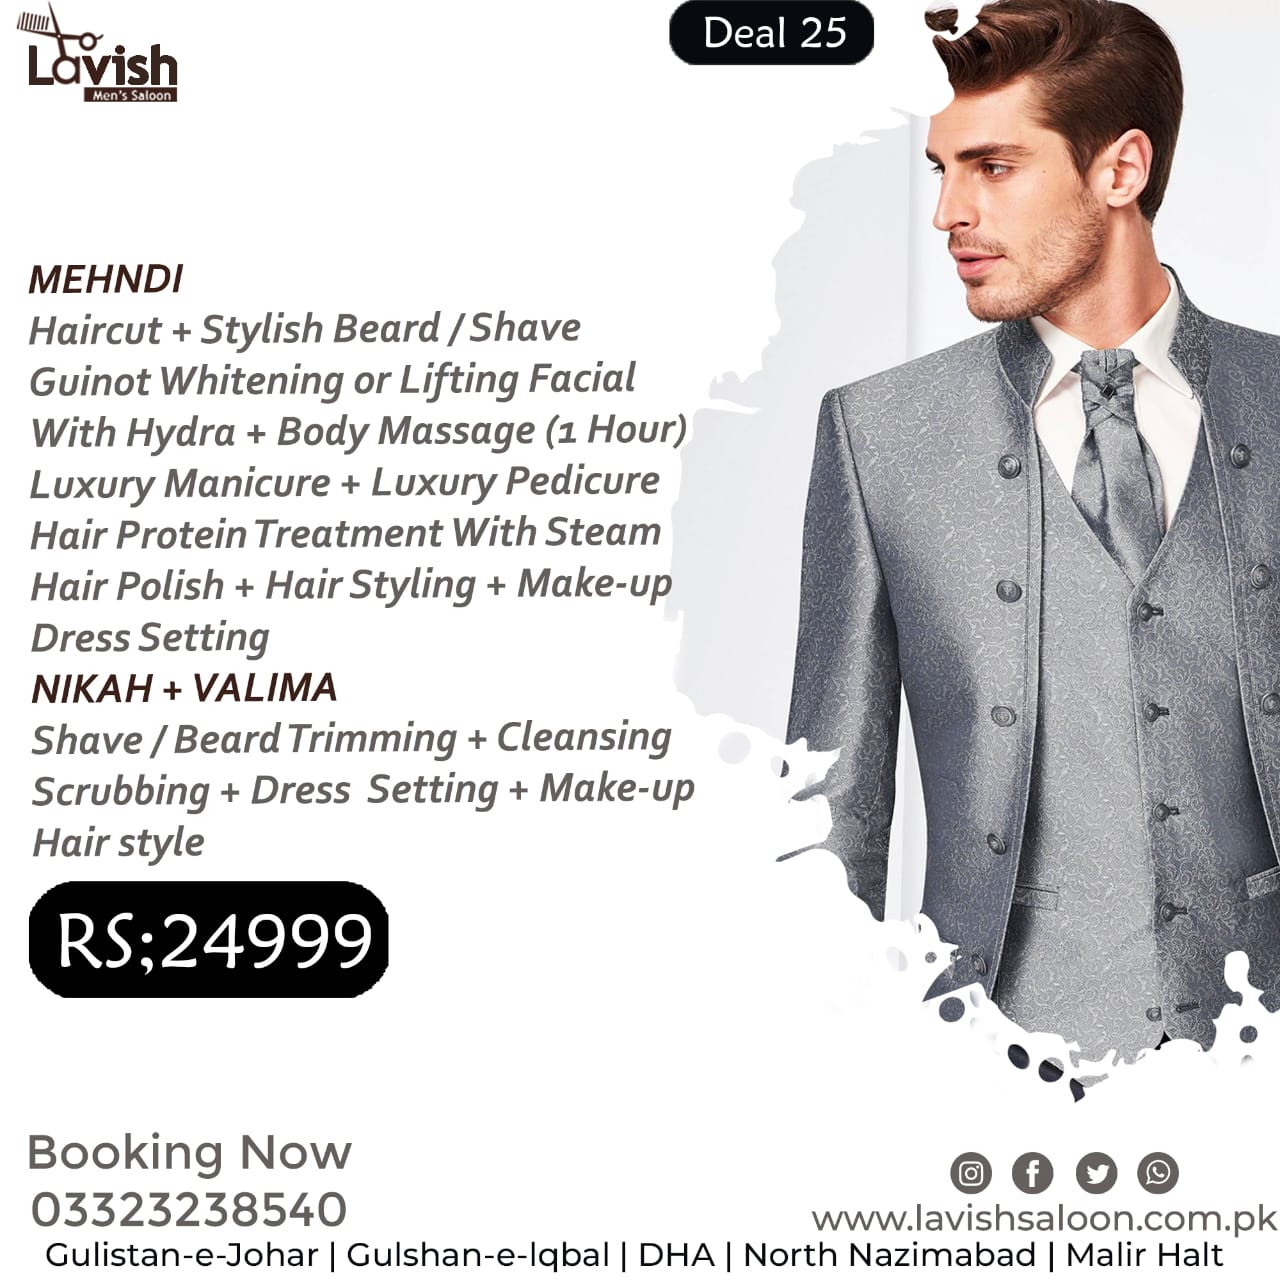 Lavish
Men's Saloon
Deal 25
MEHNDI
Haircut + Stylish Beard / Shave
Guinot Whitening or Lifting Facial
With Hydra + Body Massage (1 Hour)
Luxury Manicure + Luxury Pedicure
Hair Protein Treatment With Steam
Hair Polish + Hair Styling + Make-up
Dress Setting
NIKAH + VALIMA
Shave / Beard Trimming + Cleansing
Scrubbing + Dress Setting + Make-up
Hair style
RS;24999
Booking Now
03323238540
www.lavishsaloon.com.pk
Gulistan-e-Johar | Gulshan-e-Iqbal | DHA | North Nazimabad | Malir Halt